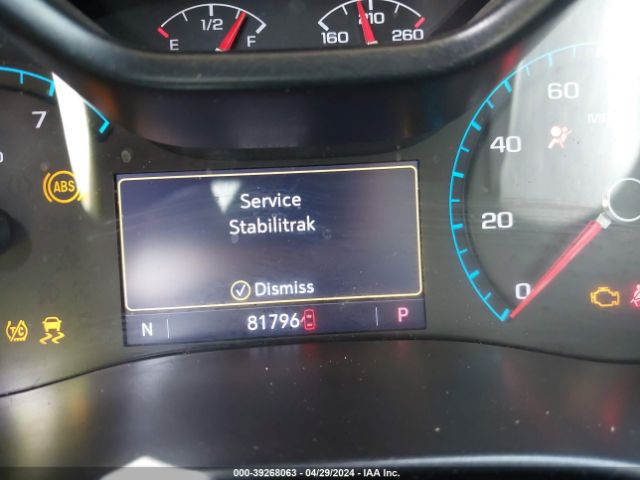 E 1/2 F
160 210 260
7
ABS
Service
Stabilitrak
Dismiss
N 81796 P
T/C
60
40
20
0
000-39268063 / 04/29/2024 / IAA Inc.